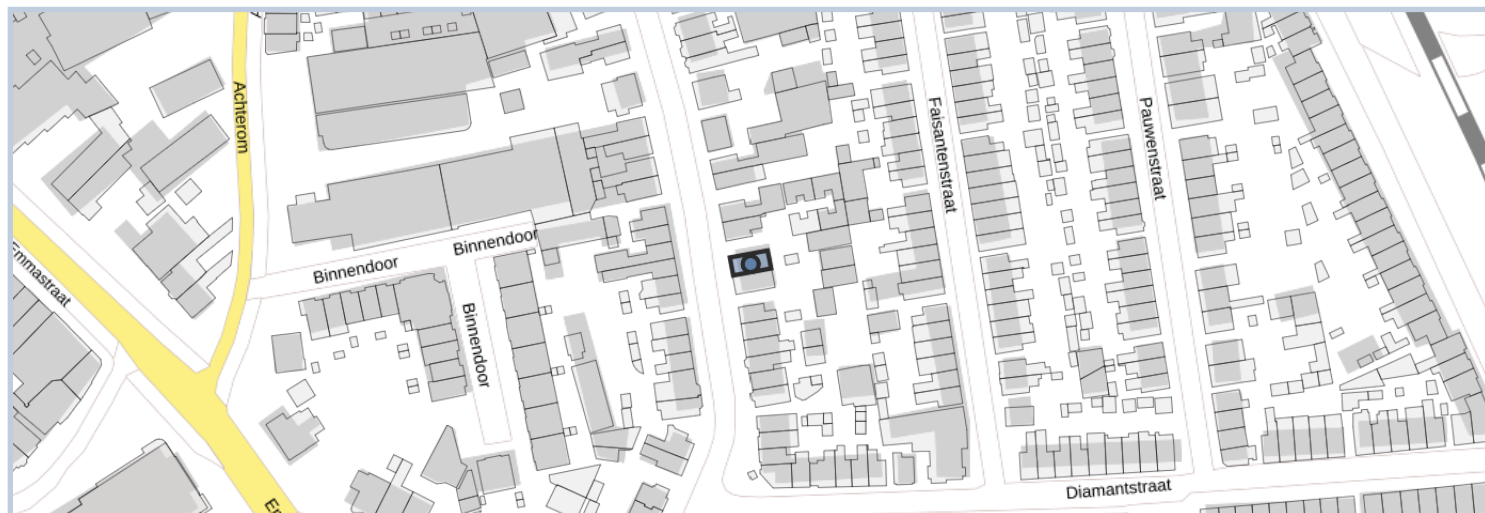 Achterom
Faisantenstraat
Pauwenstraat
Binnendoor
Binnendoor
Emmastraat
Binnendoor
Diamantstraat